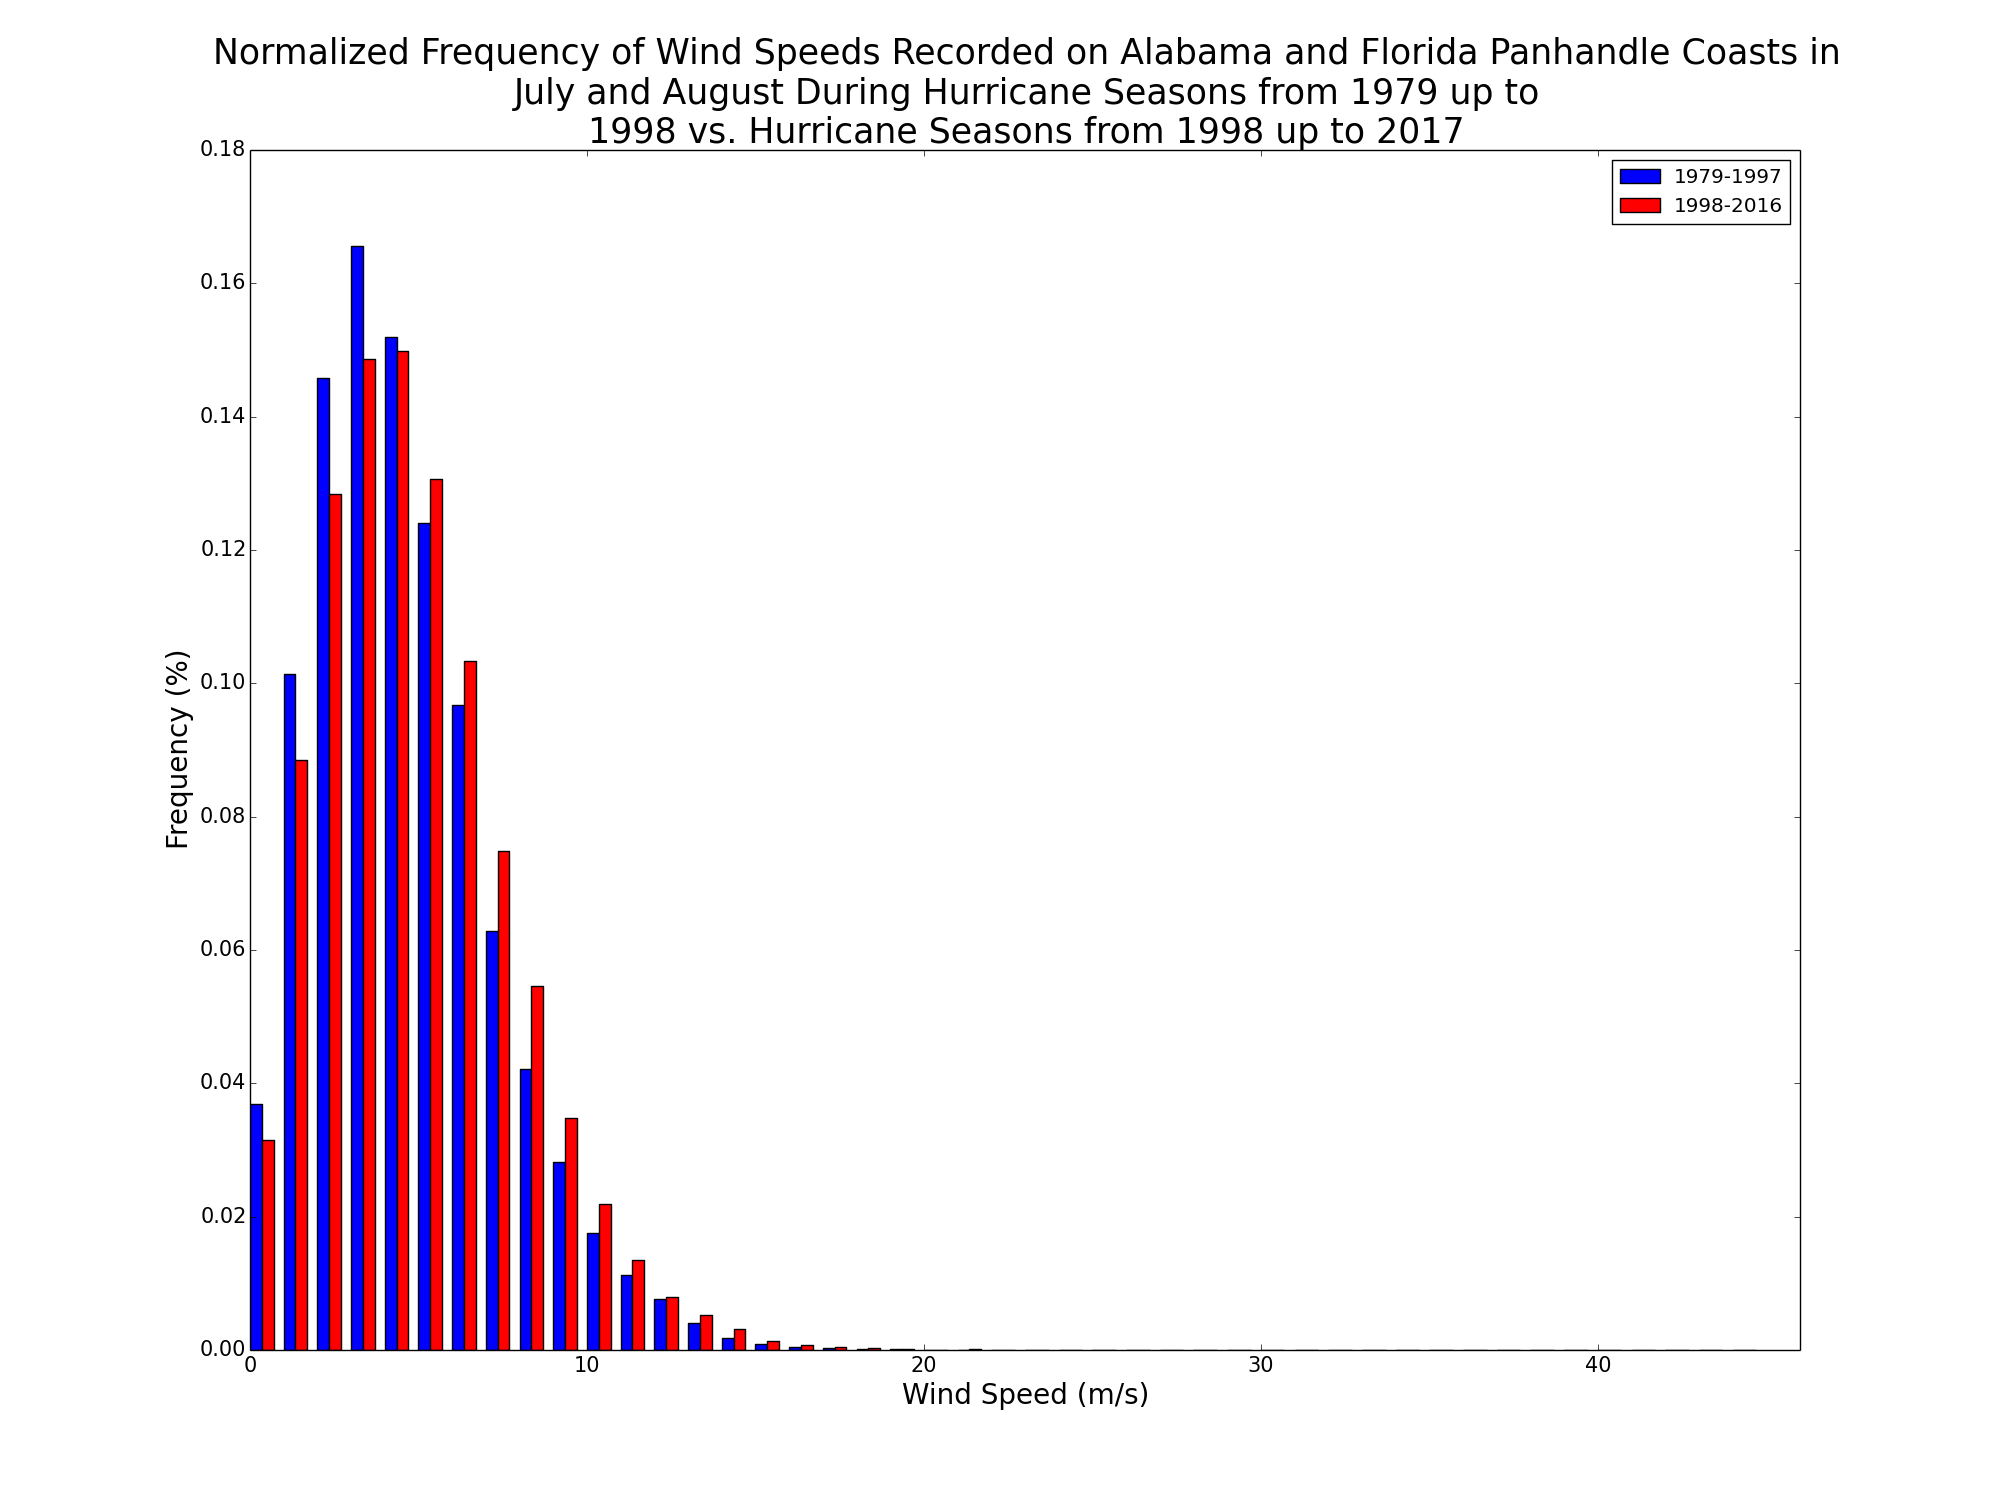 Normalized Frequency of Wind Speeds Recorded on Alabama and Florida Panhandle Coasts in
July and August During Hurricane Seasons from 1979 up to
1998 vs. Hurricane Seasons from 1998 up to 2017
1979-1997
1998-2016
Frequency (%)
0.18
0.16
0.14
0.12
0.10
0.08
0.06
0.04
0.02
0.00
0 10 20 30 40
Wind Speed (m/s)